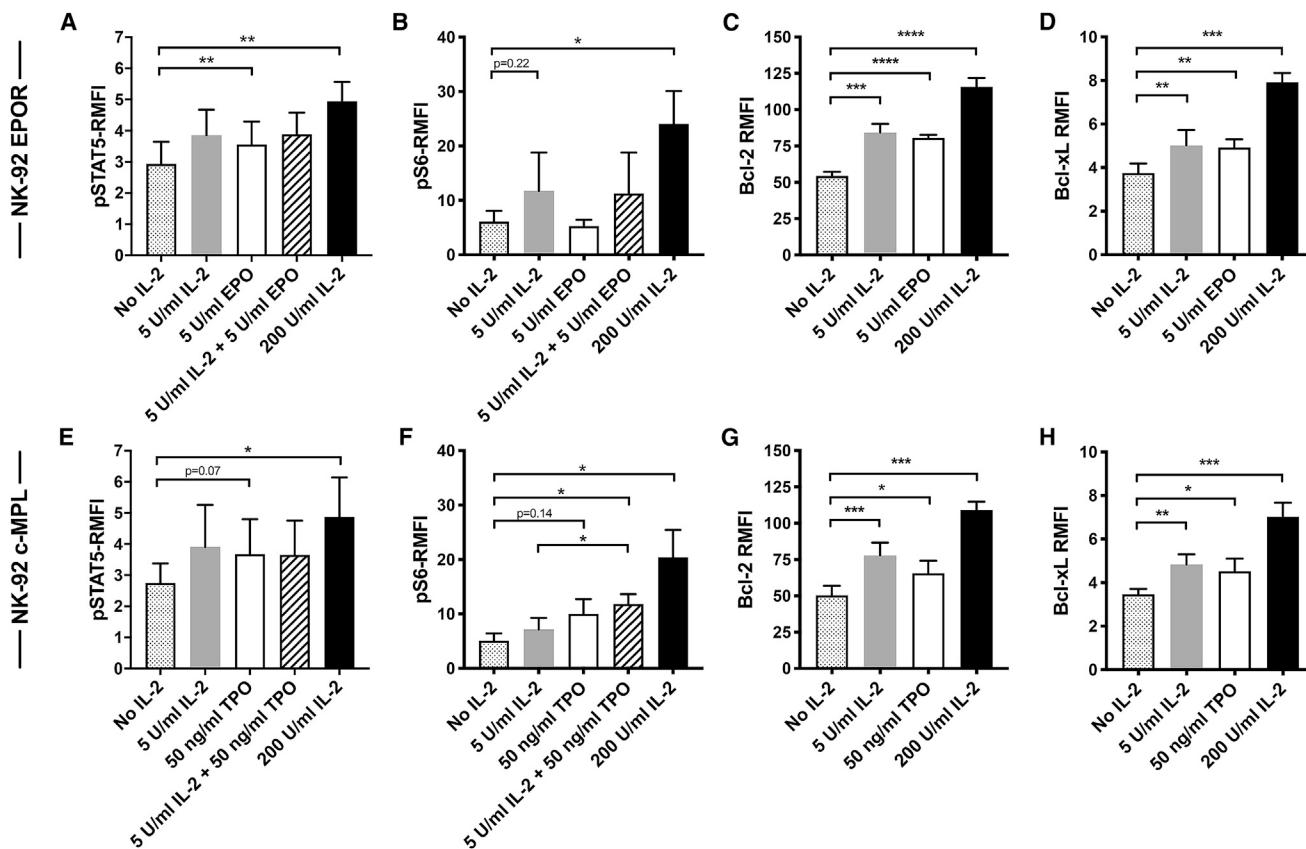 NK-92 EPOR
A
pSTAT5-RMFI
7
6
5
4
3
2
1
0
**
**
No IL-2
5 U/ml IL-2
5 U/ml EPO
5 U/ml IL-2 + 5 U/ml EPO
200 U/ml IL-2
B
pS6-RMFI
40
30
20
10
0
*
p=0.22
No IL-2
5 U/ml IL-2
5 U/ml EPO
5 U/ml IL-2 + 5 U/ml EPO
200 U/ml IL-2
C
Bcl-2 RMFI
150
125
100
75
50
25
0
****
****
***
No IL-2
5 U/ml IL-2
5 U/ml EPO
200 U/ml IL-2
D
Bcl-xL RMFI
10
8
6
4
2
0
***
**
**
No IL-2
5 U/ml IL-2
5 U/ml EPO
200 U/ml IL-2
NK-92 c-MPL
E
pSTAT5-RMFI
7
6
5
4
3
2
1
0
*
p=0.07
No IL-2
5 U/ml IL-2
50 ng/ml TPO
5 U/ml IL-2 + 50 ng/ml TPO
200 U/ml IL-2
F
pS6-RMFI
40
30
20
10
0
*
*
p=0.14
*
No IL-2
5 U/ml IL-2
50 ng/ml TPO
5 U/ml IL-2 + 50 ng/ml TPO
200 U/ml IL-2
G
Bcl-2 RMFI
150
125
100
75
50
25
0
***
*
***
No IL-2
5 U/ml IL-2
50 ng/ml TPO
200 U/ml IL-2
H
Bcl-xL RMFI
10
8
6
4
2
0
***
*
**
No IL-2
5 U/ml IL-2
50 ng/ml TPO
200 U/ml IL-2